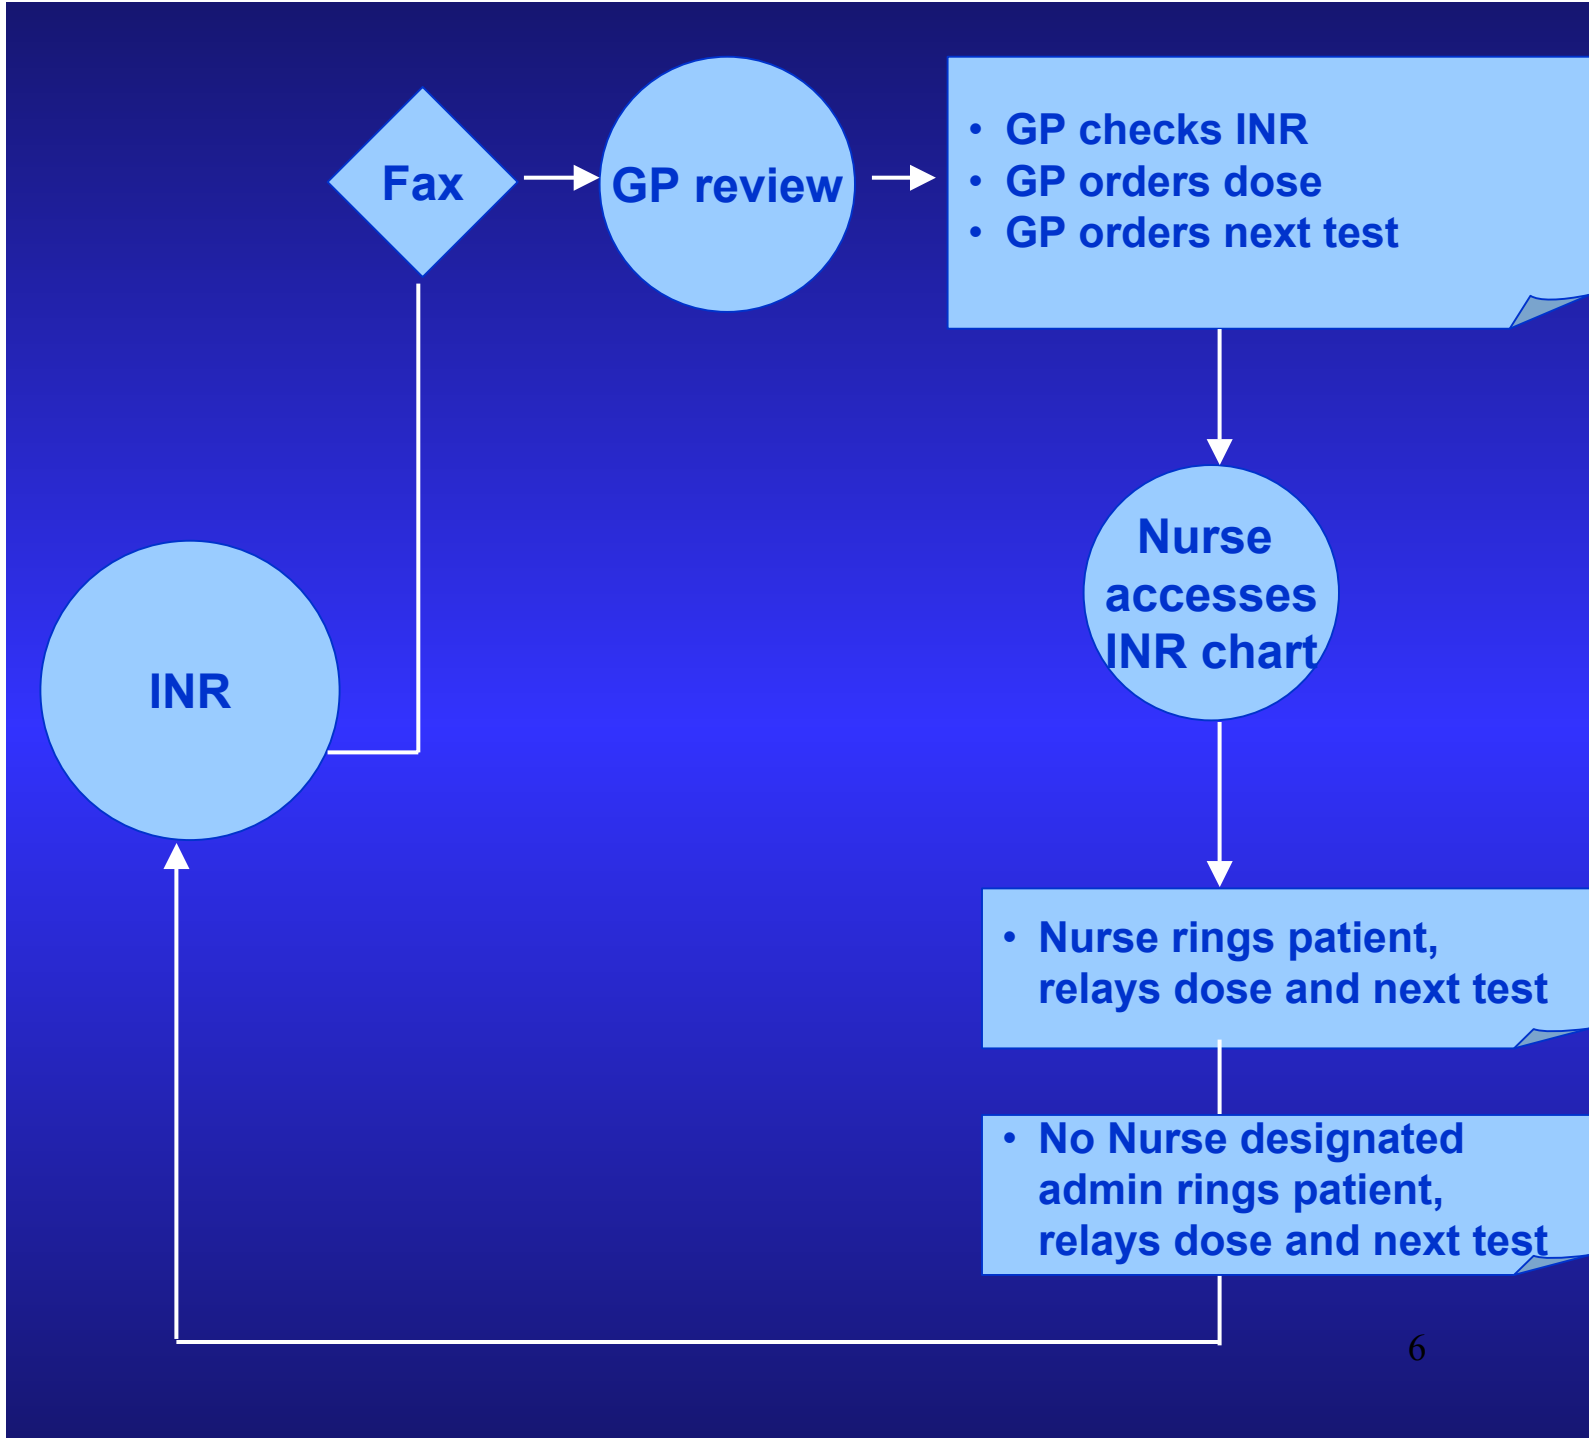 Fax
GP review
• GP checks INR
• GP orders dose
• GP orders next test
Nurse
accesses
INR chart
INR
• Nurse rings patient,
relays dose and next test
• No Nurse designated
admin rings patient,
relays dose and next test
6